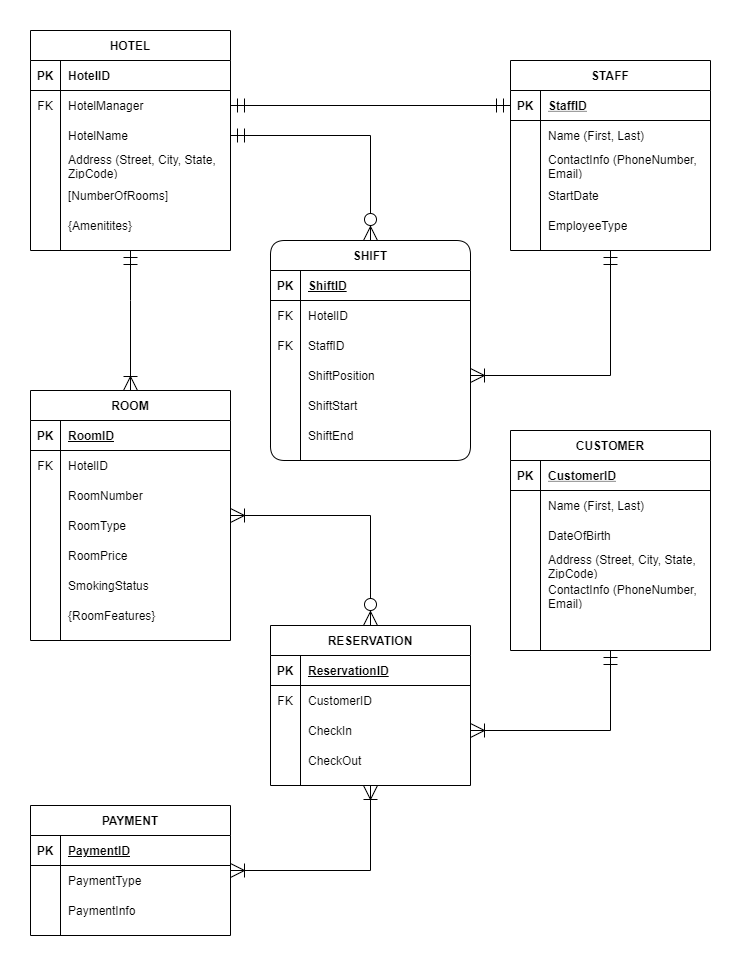 HOTEL
PK HotelID
FK HotelManager
HotelName
Address (Street, City, State,
ZipCode)
[NumberOfRooms]
{Amenitites}
STAFF
PK StaffID
Name (First, Last)
ContactInfo (PhoneNumber,
Email)
StartDate
EmployeeType
SHIFT
PK ShiftID
FK HotelID
FK StaffID
ShiftPosition
ShiftStart
ShiftEnd
ROOM
PK RoomID
FK HotelID
RoomNumber
RoomType
RoomPrice
SmokingStatus
{RoomFeatures}
CUSTOMER
PK CustomerID
Name (First, Last)
DateOfBirth
Address (Street, City, State,
ZipCode)
ContactInfo (PhoneNumber,
Email)
RESERVATION
PK ReservationID
FK CustomerID
CheckIn
CheckOut
PAYMENT
PK PaymentID
PaymentType
PaymentInfo